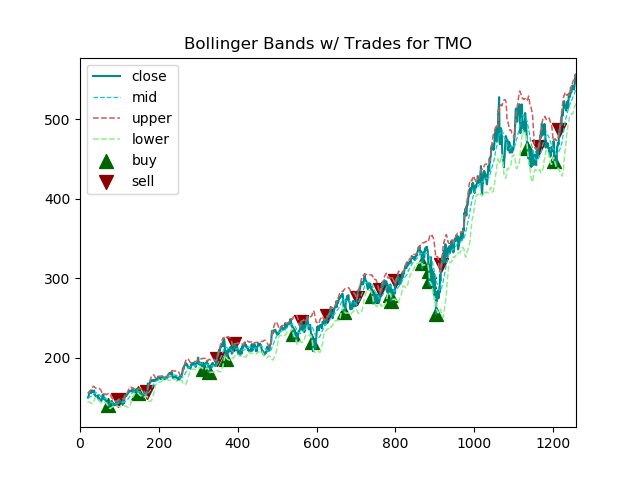 Bollinger Bands w/ Trades for TMO
close
mid
upper
lower
buy
sell
500
400
300
200
0 200 400 600 800 1000 1200